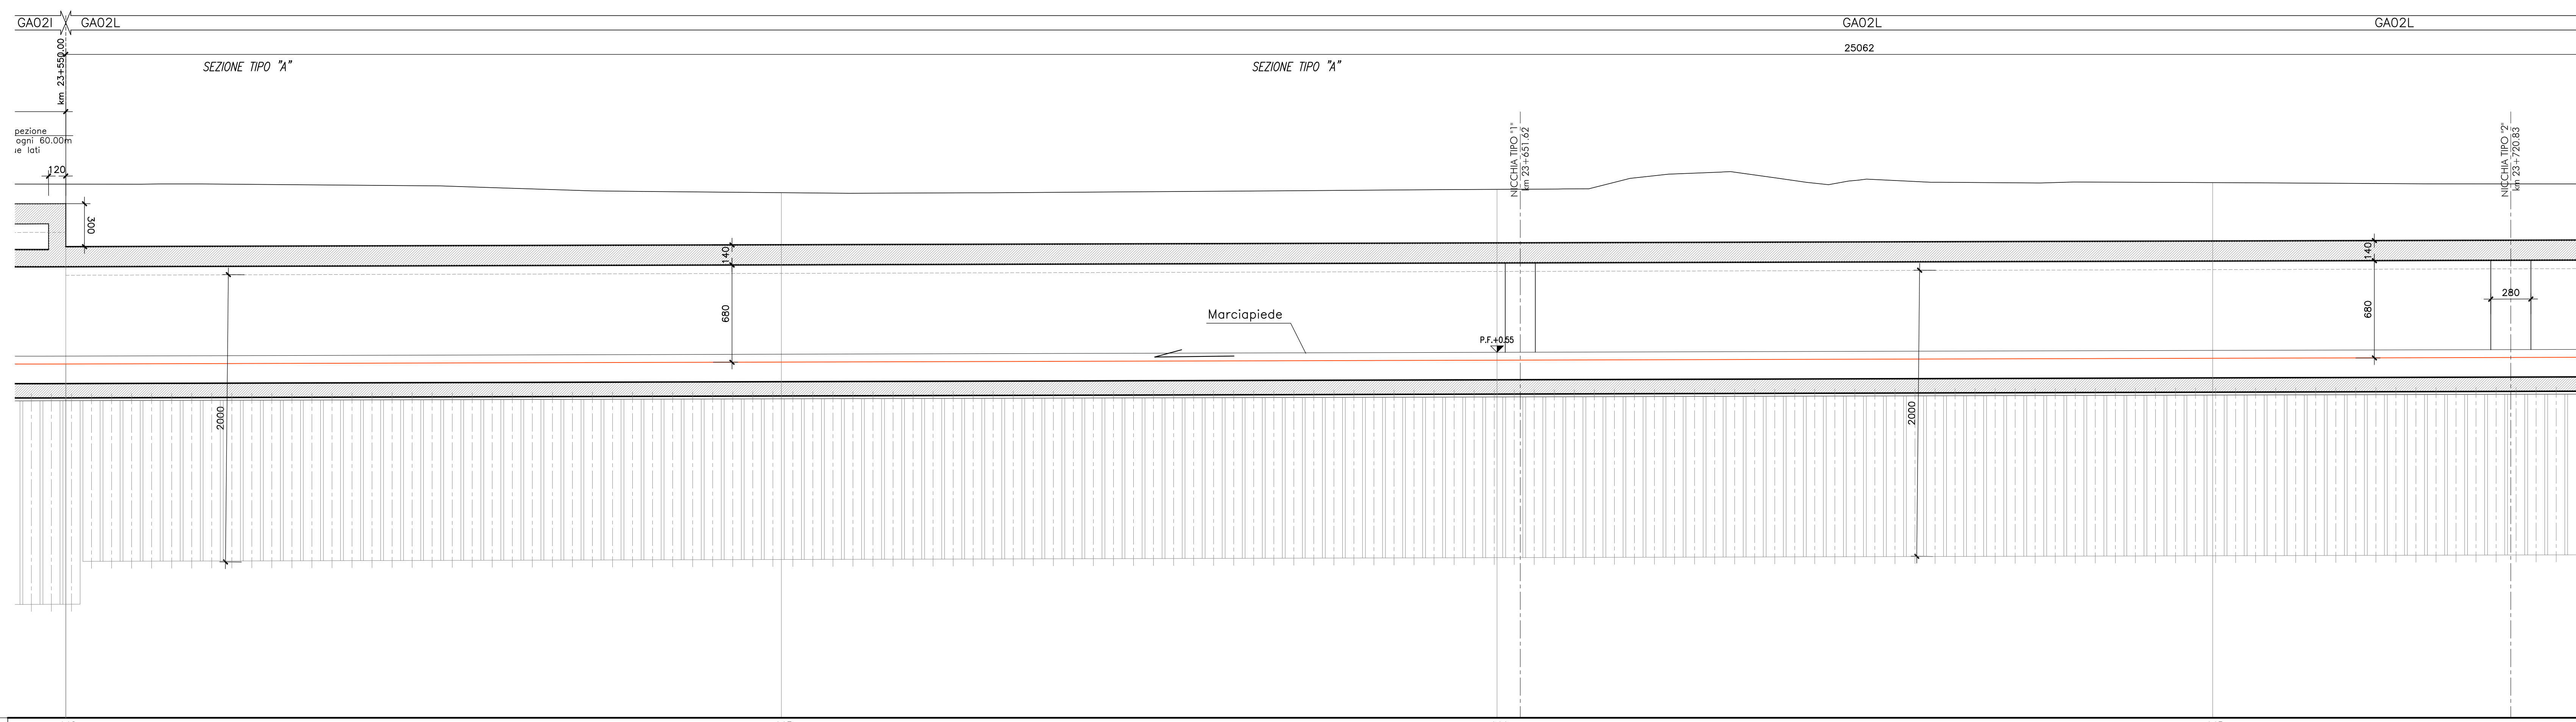 GA02I
GA02L
GA02L
GA02L
km 23+550.00
25062
SEZIONE TIPO "A"
SEZIONE TIPO "A"
pezione
ogni 60.00m
ue lati
120
300
NICCHIA TIPO "1"
km 23+651.62
NICCHIA TIPO "2"
km 23+720.83
140
140
680
680
280
Marciapiede
P.F.+0.55
2000
2000